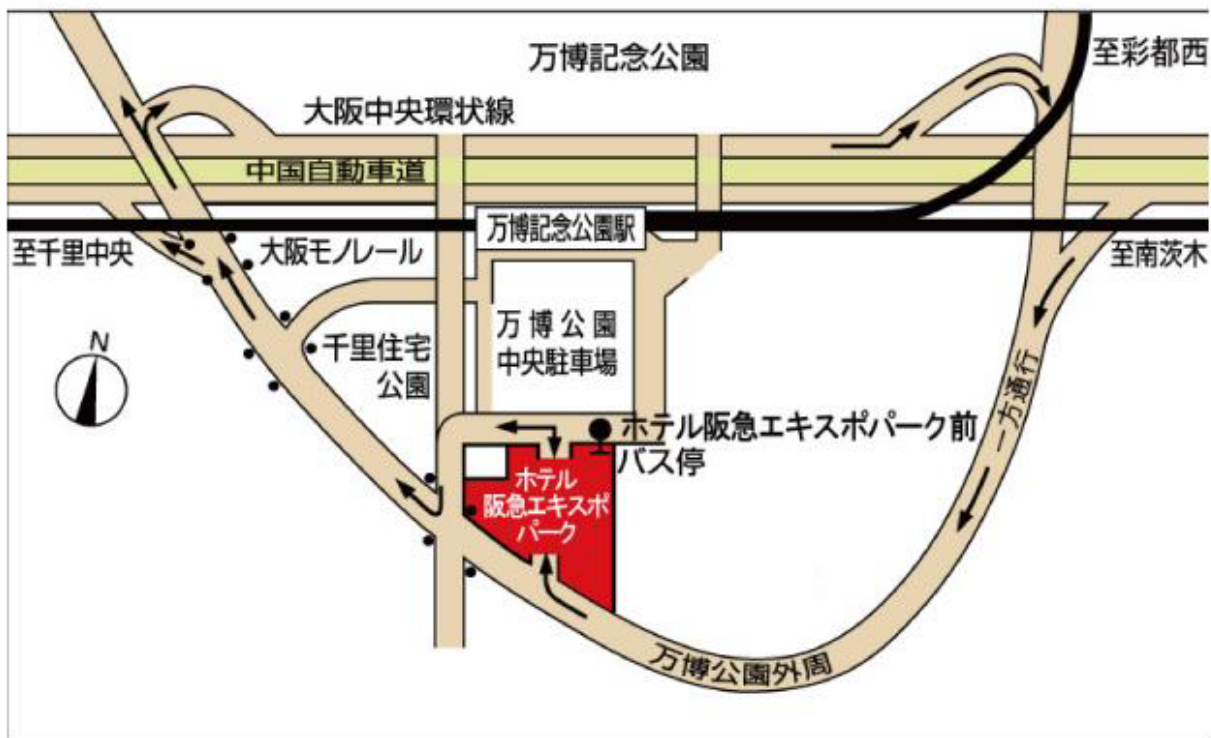 万博記念公園
至彩都西
大阪中央環状線
中国自動車道
万博記念公園駅
至千里中央
大阪モノレール
至南茨木
N
千里住宅
公園
万博公園
中央駐車場
一方通行
ホテル阪急エキスポパーク前
バス停
ホテル
阪急エキスポ
パーク
万博公園外周